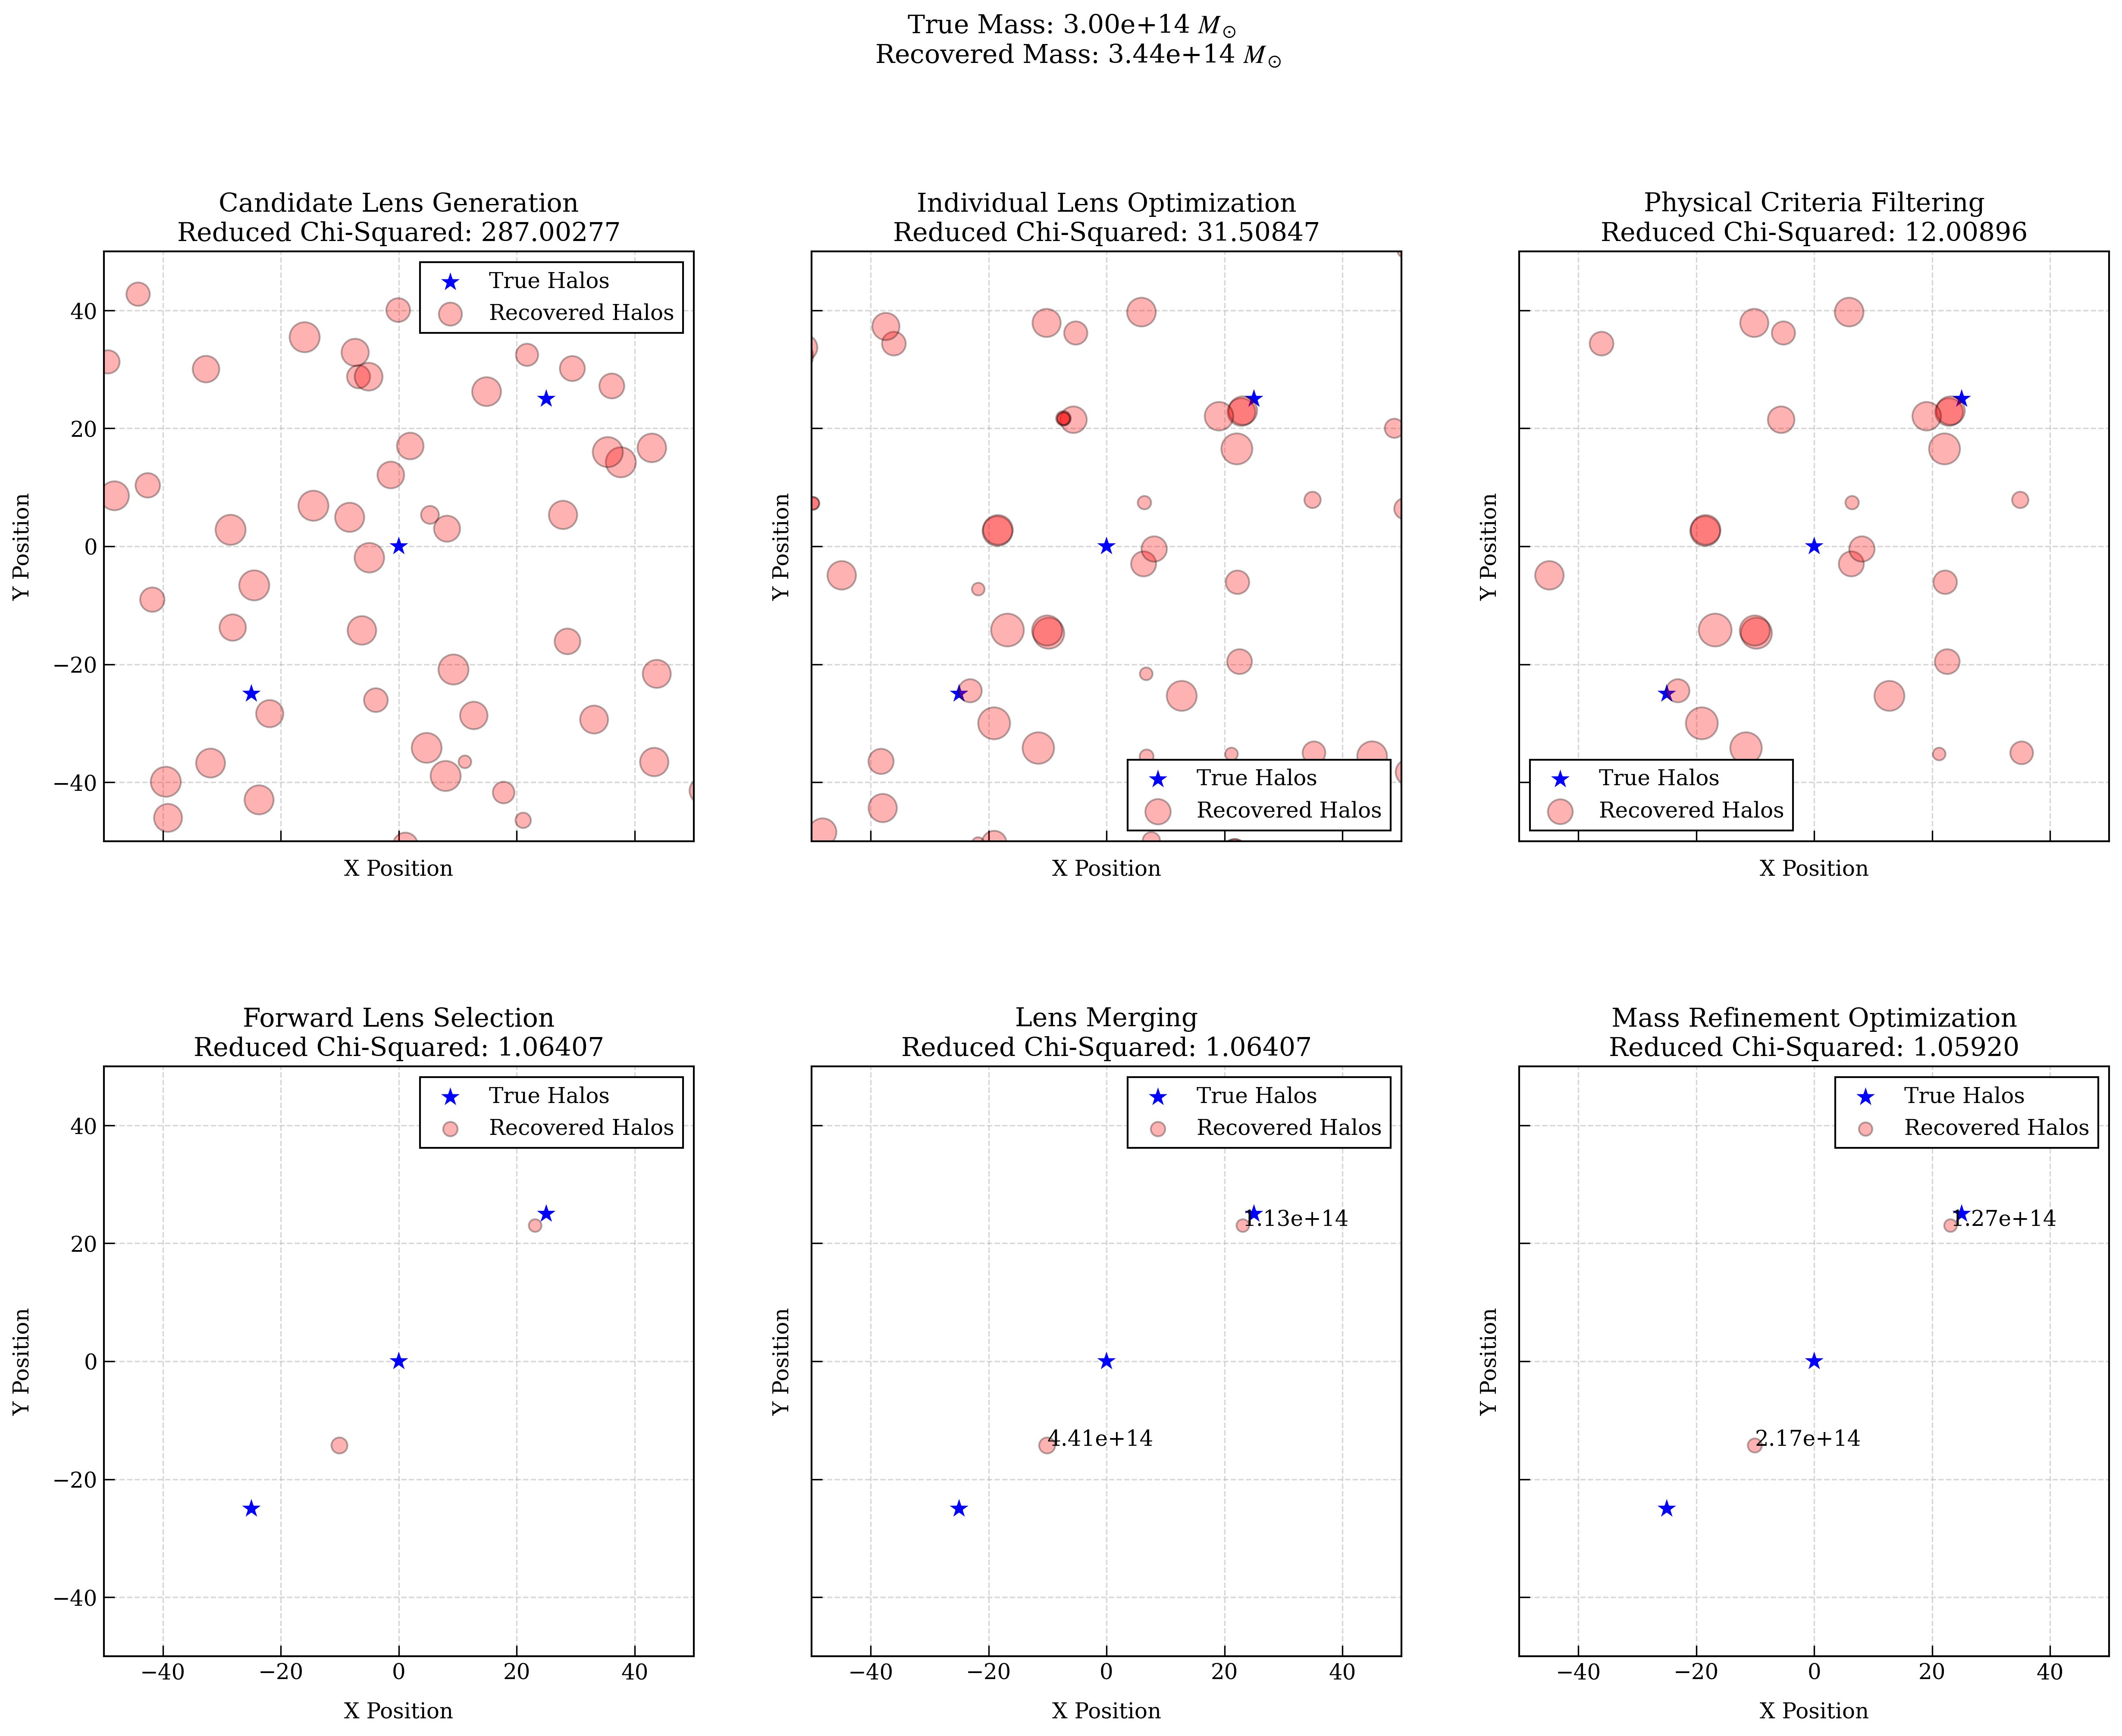 True Mass: 3.00e+14 M⊙
Recovered Mass: 3.44e+14 M⊙
Candidate Lens Generation
Reduced Chi-Squared: 287.00277
True Halos
Recovered Halos
40
20
0
−20
−40
Y Position
X Position
Individual Lens Optimization
Reduced Chi-Squared: 31.50847
True Halos
Recovered Halos
Y Position
X Position
Physical Criteria Filtering
Reduced Chi-Squared: 12.00896
True Halos
Recovered Halos
Y Position
X Position
Forward Lens Selection
Reduced Chi-Squared: 1.06407
True Halos
Recovered Halos
40
20
0
−20
−40
Y Position
−40 −20 0 20 40
X Position
Lens Merging
Reduced Chi-Squared: 1.06407
True Halos
Recovered Halos
1.13e+14
4.41e+14
Y Position
−40 −20 0 20 40
X Position
Mass Refinement Optimization
Reduced Chi-Squared: 1.05920
True Halos
Recovered Halos
1.27e+14
2.17e+14
Y Position
−40 −20 0 20 40
X Position